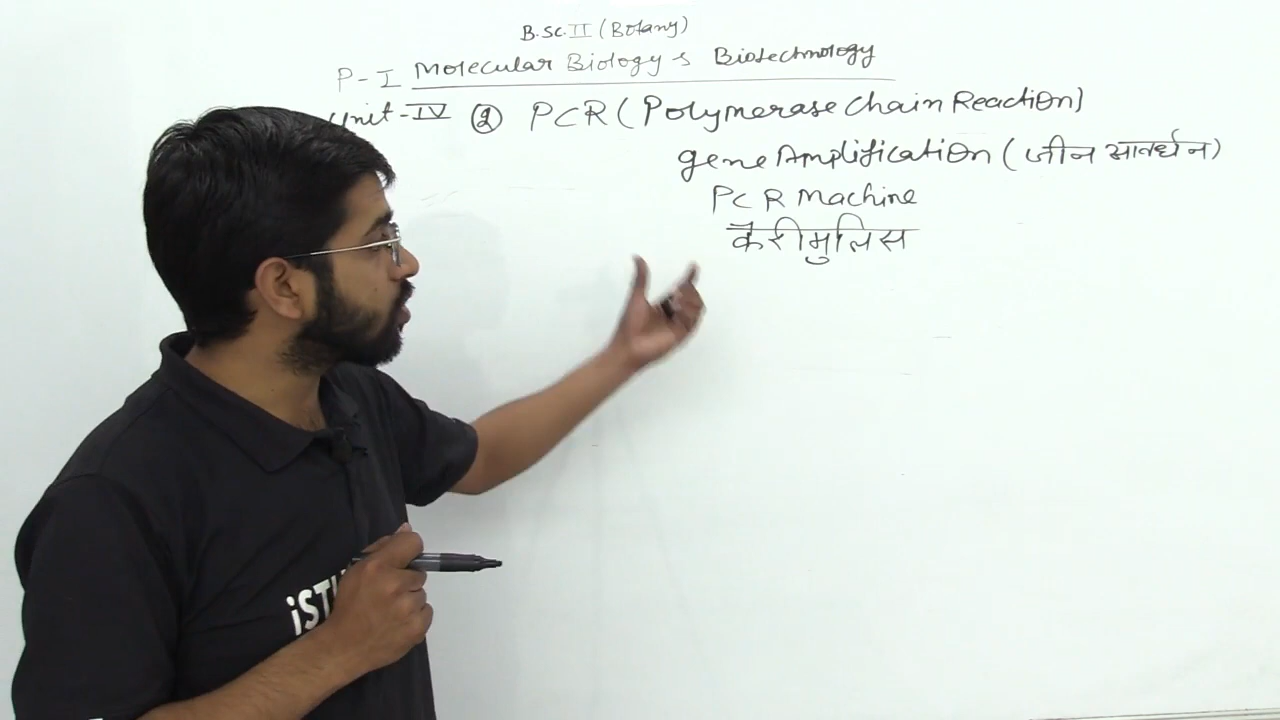 B.Sc.II (Botany)
P-I Molecular Biology & Biotechnology
Unit-IV ② PCR (Polymerase Chain Reaction)
gene Amplification (जीन आवर्धन)
PCR Machine
कैरीमुलिस
iST